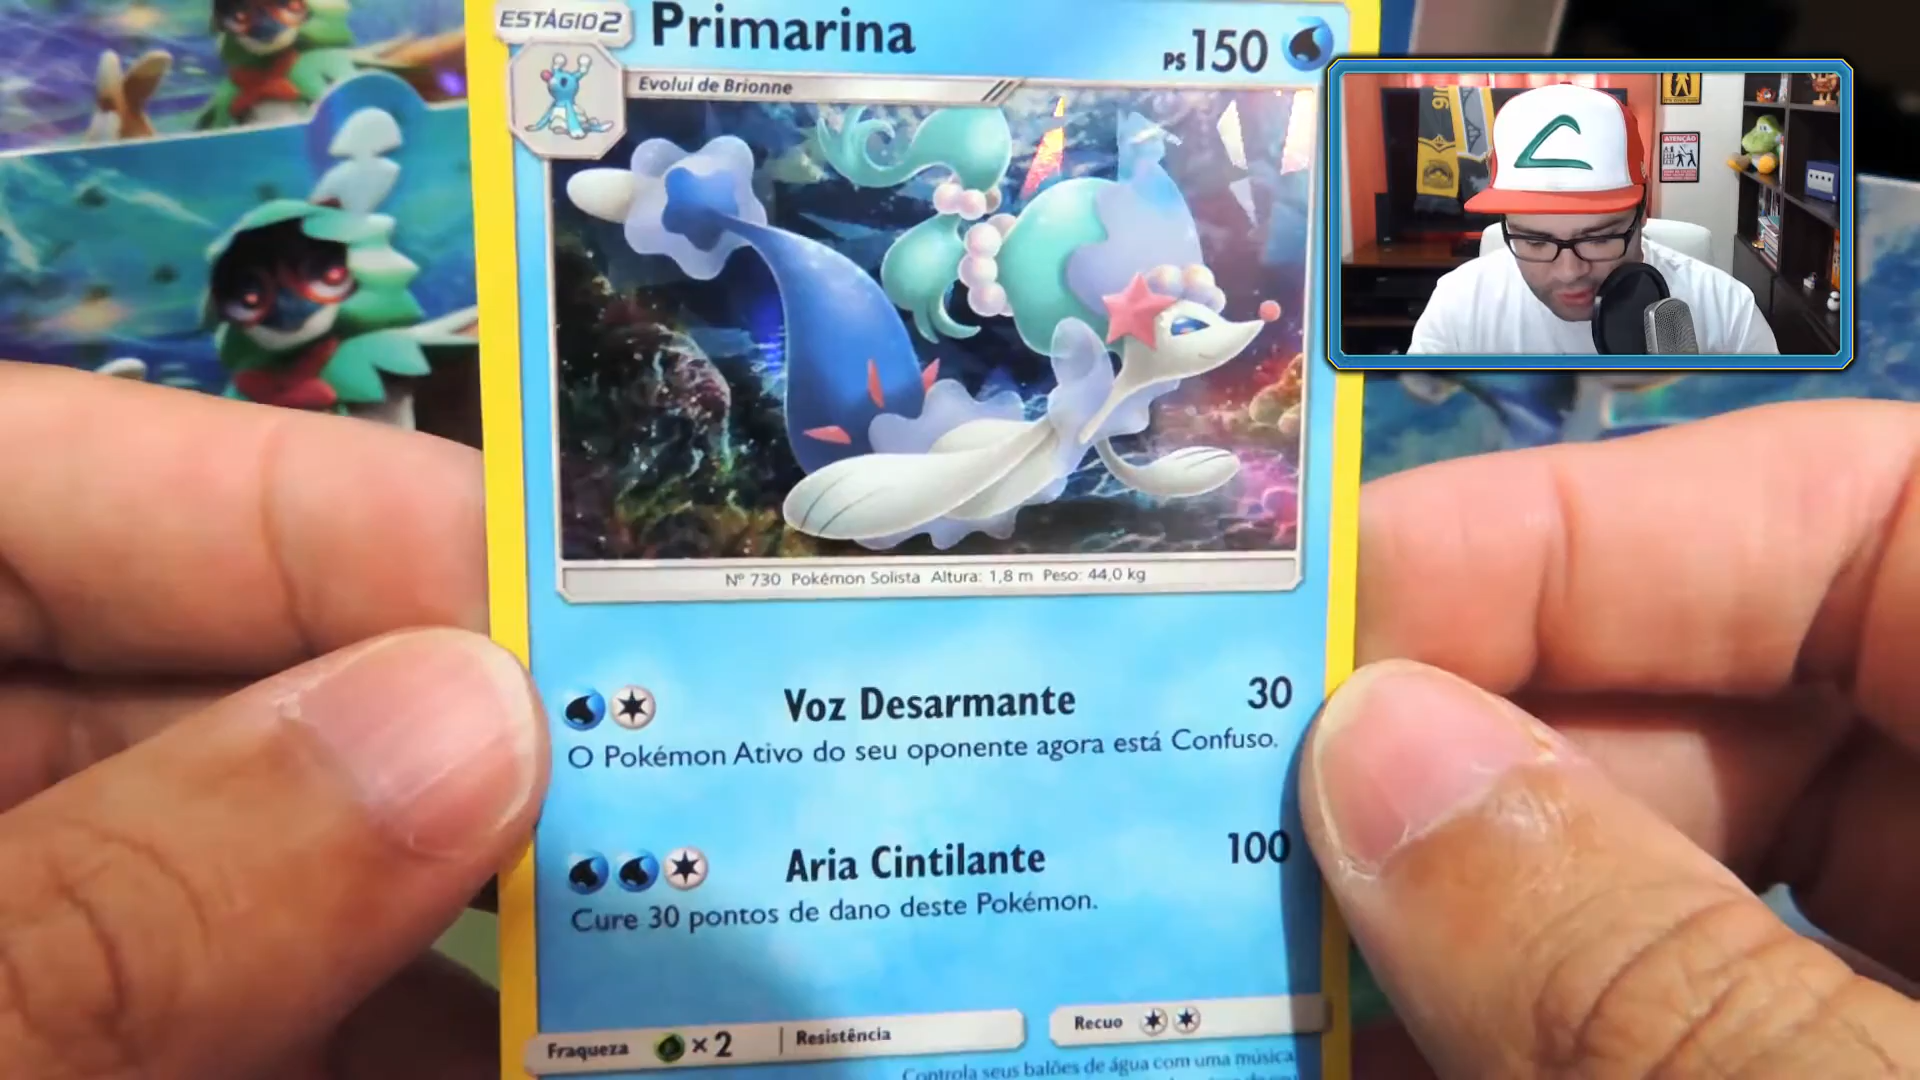 ESTÁGIO 2
Primarina
PS 150
Evolui de Brionne
ATENÇÃO
Nº 730 Pokémon Solista Altura: 1,8 m Peso: 44,0 kg
Voz Desarmante 30
O Pokémon Ativo do seu oponente agora está Confuso.
Aria Cintilante 100
Cure 30 pontos de dano deste Pokémon.
Fraqueza ×2 Resistência Recuo
Controla seus balões de água com uma música